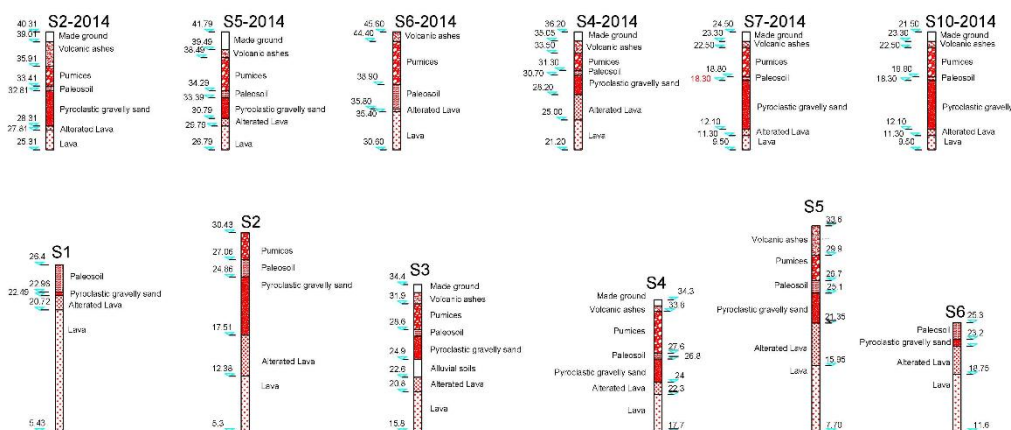 S2-2014
40.31
39.01
Made ground
Volcanic ashes
35.91
Pumices
33.41
Paleosoil
32.81
Pyroclastic gravelly sand
28.31
27.81
Alterated Lava
25.31
Lava
S5-2014
41.79
Made ground
39.49
38.49
Volcanic ashes
Pumices
34.29
Paleosoil
33.39
Pyroclastic gravelly sand
30.79
29.79
Alterated Lava
26.79
Lava
S6-2014
45.60
44.40
Volcanic ashes
Pumices
38.90
Paleosoil
35.80
35.40
Alterated Lava
30.60
Lava
S4-2014
36.20
35.05
Made ground
33.50
Volcanic ashes
31.30
Pumices
30.70
Paleosoil
28.20
Pyroclastic gravelly sand
25.00
Alterated Lava
21.20
Lava
S7-2014
24.50
23.30
Made ground
22.50
Volcanic ashes
Pumices
18.80
18.30
Paleosoil
Pyroclastic gravelly sand
12.10
11.30
Alterated Lava
9.50
Lava
S10-2014
21.50
23.30
Made ground
22.50
Volcanic ashes
Pumices
18.80
18.30
Paleosoil
Pyroclastic gravelly
12.10
11.30
Alterated Lava
9.50
Lava
S1
26.4
Paleosoil
22.96
22.49
Pyroclastic gravelly sand
20.72
Alterated Lava
Lava
5.43
S2
30.43
Pumices
27.06
Paleosoil
24.86
Pyroclastic gravelly sand
17.51
Alterated Lava
12.38
Lava
5.3
S3
34.4
Made ground
31.9
Volcanic ashes
Pumices
28.6
Paleosoil
Pyroclastic gravelly sand
24.9
Alluvial soils
22.6
Alterated Lava
20.8
Lava
15.8
S4
34.3
Made ground
33.8
Volcanic ashes
Pumices
27.6
Paleosoil
26.8
Pyroclastic gravelly sand
24
Alterated Lava
22.3
Lava
17.7
S5
33.6
Volcanic ashes
29.9
Pumices
26.7
Paleosoil
25.1
Pyroclastic gravelly sand
21.35
Alterated Lava
15.95
Lava
7.70
S6
25.3
Paleosoil
23.2
Pyroclastic gravelly sand
Alterated Lava
18.75
Lava
11.6